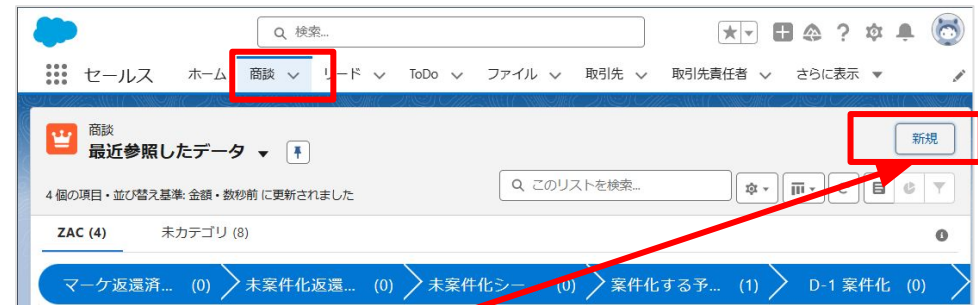 検索...
セールス ホーム 商談 リード ToDo ファイル 取引先 取引先責任者 さらに表示
商談
最近参照したデータ
新規
4 個の項目・並び替え基準: 金額・数秒前 に更新されました
このリストを検索...
ZAC (4) 未カテゴリ (8)
マーケ返還済... (0) 未案件化返還... (0) 未案件化シー... (0) 案件化する予... (1) D-1 案件化 (0)